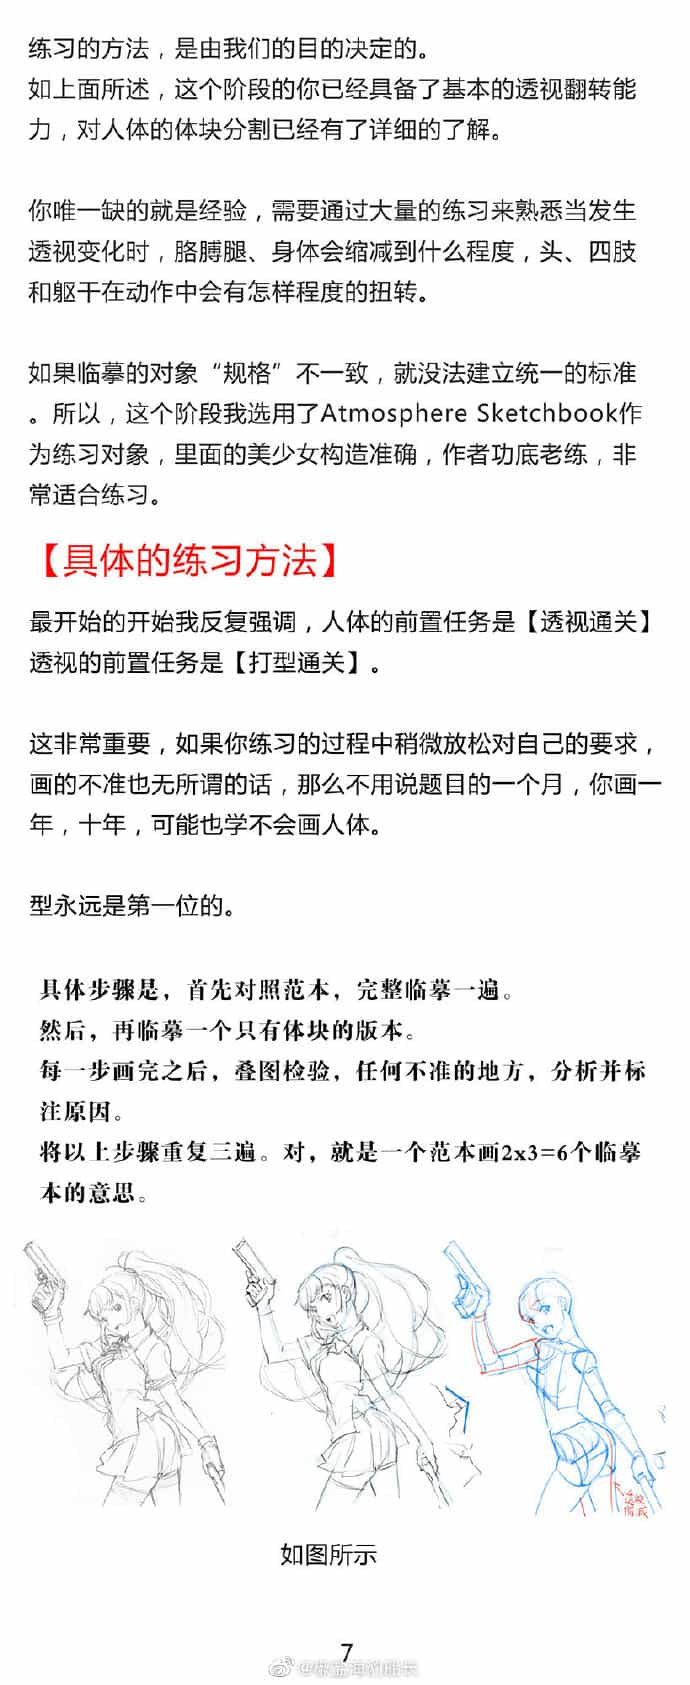 练习的方法，是由我们的目的决定的。
如上面所述，这个阶段的你已经具备了基本的透视翻转能
力，对人体的体块分割已经有了详细的了解。
你唯一缺的就是经验，需要通过大量的练习来熟悉当发生
透视变化时，胳膊腿、身体会缩减到什么程度，头、四肢
和躯干在动作中会有怎样程度的扭转。
如果临摹的对象“规格”不一致，就没法建立统一的标准
。所以，这个阶段我选用了Atmosphere Sketchbook作
为练习对象，里面的美少女构造准确，作者功底老练，非
常适合练习。
【具体的练习方法】
最开始的开始我反复强调，人体的前置任务是【透视通关】
透视的前置任务是【打型通关】。
这非常重要，如果你练习的过程中稍微放松对自己的要求，
画的不准也无所谓的话，那么不用说题目的一个月，你画一
年，十年，可能也学不会画人体。
型永远是第一位的。
具体步骤是，首先对照范本，完整临摹一遍。
然后，再临摹一个只有体块的版本。
每一步画完之后，叠图检验，任何不准的地方，分析并标
注原因。
将以上步骤重复三遍。对，就是一个范本画2x3=6个临摹
本的意思。
如图所示
7
@椒盐海豹船长